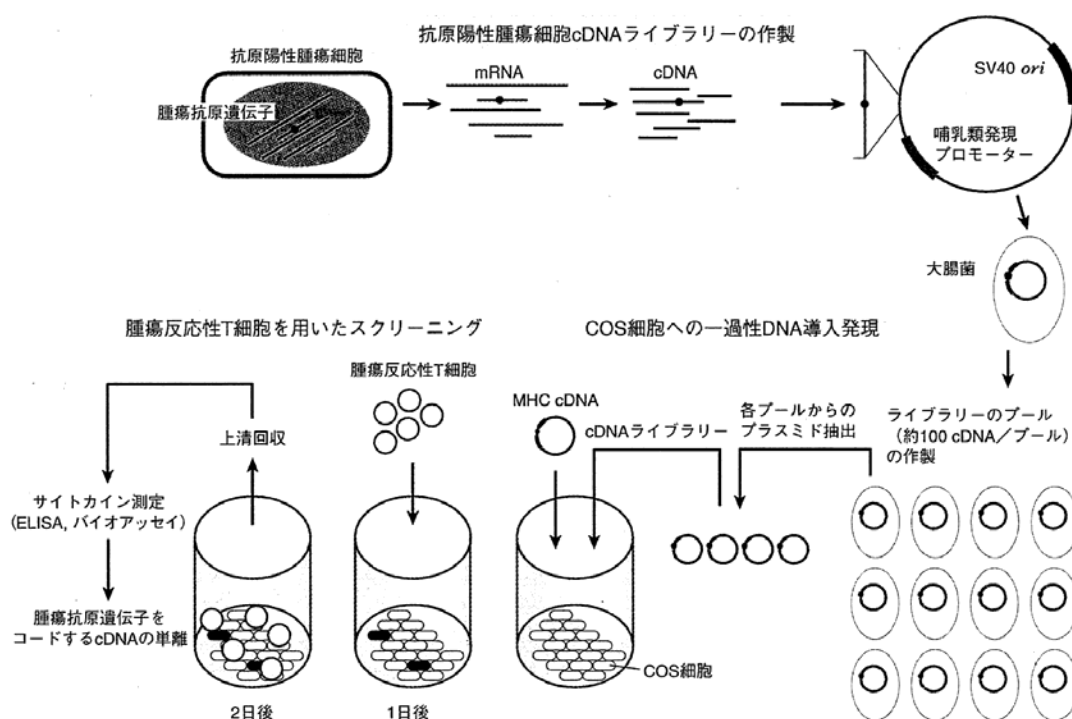 抗原陽性腫瘍細胞cDNAライブラリーの作製
抗原陽性腫瘍細胞
腫瘍抗原遺伝子
mRNA
cDNA
SV40 ori
哺乳類発現
プロモーター
大腸菌
腫瘍反応性T細胞を用いたスクリーニング
COS細胞への一過性DNA導入発現
腫瘍反応性T細胞
MHC cDNA
cDNAライブラリー
各プールからの
プラスミド抽出
ライブラリーのプール
(約100 cDNA/プール)
の作製
上清回収
サイトカイン測定
(ELISA, バイオアッセイ)
腫瘍抗原遺伝子を
コードするcDNAの単離
COS細胞
2日後
1日後